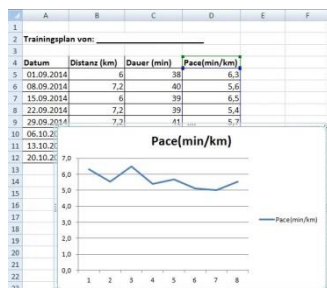 A B C D E F
1
2 Trainingsplan von:
3
4 Datum Distanz (km) Dauer (min) Pace(min/km)
5 01.09.2014 6 38 6,3
6 08.09.2014 7,2 40 5,6
7 15.09.2014 6 39 6,5
8 22.09.2014 7,2 39 5,4
9 29.09.2014 7,2 41 5,7
10 06.10.20
11 13.10.20
12 20.10.20
13
14
15
16
17
18
19
20
21
22
Pace(min/km)
7,0
6,0
5,0
4,0
3,0
2,0
1,0
0,0
1 2 3 4 5 6 7 8
Pace(min/km)